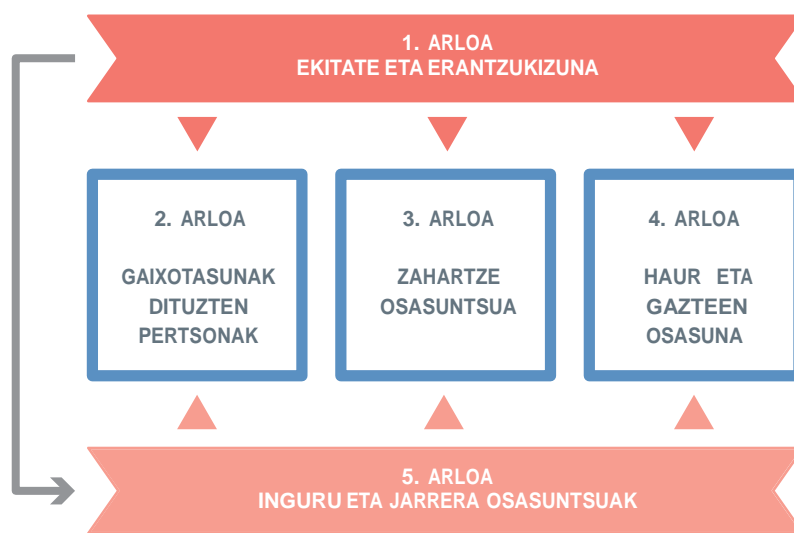 1. ARLOA
EKITATE ETA ERANTZUKIZUNA
2. ARLOA
GAIXOTASUNAK
DITUZTEN
PERTSONAK
3. ARLOA
ZAHARTZE
OSASUNTSUA
4. ARLOA
HAUR ETA
GAZTEEN
OSASUNA
5. ARLOA
INGURU ETA JARRERA OSASUNTSUAK